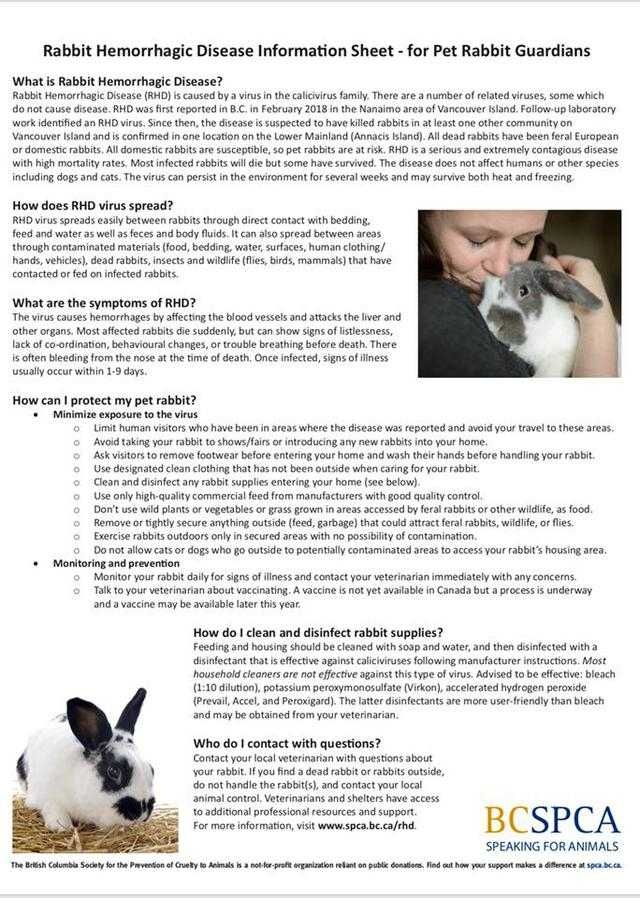 Rabbit Hemorrhagic Disease Information Sheet - for Pet Rabbit Guardians
What is Rabbit Hemorrhagic Disease?
Rabbit Hemorrhagic Disease (RHD) is caused by a virus in the calicivirus family. There are a number of related viruses, some which
do not cause disease. RHD was first reported in B.C. in February 2018 in the Nanaimo area of Vancouver Island. Follow-up laboratory
work identified an RHD virus. Since then, the disease is suspected to have killed rabbits in at least one other community on
Vancouver Island and is confirmed in one location on the Lower Mainland (Annacis Island). All dead rabbits have been feral European
or domestic rabbits. All domestic rabbits are susceptible, so pet rabbits are at risk. RHD is a serious and extremely contagious disease
with high mortality rates. Most infected rabbits will die but some have survived. The disease does not affect humans or other species
including dogs and cats. The virus can persist in the environment for several weeks and may survive both heat and freezing.
How does RHD virus spread?
RHD virus spreads easily between rabbits through direct contact with bedding,
feed and water as well as feces and body fluids. It can also spread between areas
through contaminated materials (food, bedding, water, surfaces, human clothing/
hands, vehicles), dead rabbits, insects and wildlife (flies, birds, mammals) that have
contacted or fed on infected rabbits.
What are the symptoms of RHD?
The virus causes hemorrhages by affecting the blood vessels and attacks the liver and
other organs. Most affected rabbits die suddenly, but can show signs of listlessness,
lack of co-ordination, behavioural changes, or trouble breathing before death. There
is often bleeding from the nose at the time of death. Once infected, signs of illness
usually occur within 1-9 days.
How can I protect my pet rabbit?
• Minimize exposure to the virus
o Limit human visitors who have been in areas where the disease was reported and avoid your travel to these areas.
o Avoid taking your rabbit to shows/fairs or introducing any new rabbits into your home.
o Ask visitors to remove footwear before entering your home and wash their hands before handling your rabbit.
o Use designated clean clothing that has not been outside when caring for your rabbit.
o Clean and disinfect any rabbit supplies entering your home (see below).
o Use only high-quality commercial feed from manufacturers with good quality control.
o Don't use wild plants or vegetables or grass grown in areas accessed by feral rabbits or other wildlife, as food.
o Remove or tightly secure anything outside (feed, garbage) that could attract feral rabbits, wildlife, or flies.
o Exercise rabbits outdoors only in secured areas with no possibility of contamination.
o Do not allow cats or dogs who go outside to potentially contaminated areas to access your rabbit's housing area.
• Monitoring and prevention
o Monitor your rabbit daily for signs of illness and contact your veterinarian immediately with any concerns.
o Talk to your veterinarian about vaccinating. A vaccine is not yet available in Canada but a process is underway
and a vaccine may be available later this year.
How do I clean and disinfect rabbit supplies?
Feeding and housing should be cleaned with soap and water, and then disinfected with a
disinfectant that is effective against caliciviruses following manufacturer instructions. Most
household cleaners are not effective against this type of virus. Advised to be effective: bleach
(1:10 dilution), potassium peroxymonosulfate (Virkon), accelerated hydrogen peroxide
(Prevail, Accel, and Peroxigard). The latter disinfectants are more user-friendly than bleach
and may be obtained from your veterinarian.
Who do I contact with questions?
Contact your local veterinarian with questions about
your rabbit. If you find a dead rabbit or rabbits outside,
do not handle the rabbit(s), and contact your local
animal control. Veterinarians and shelters have access
to additional professional resources and support.
For more information, visit www.spca.bc.ca/rhd.
BCSPCA
SPEAKING FOR ANIMALS
The British Columbia Society for the Prevention of Cruelty to Animals is a not-for-profit organization reliant on public donations. Find out how your support makes a difference at spca.bc.ca.